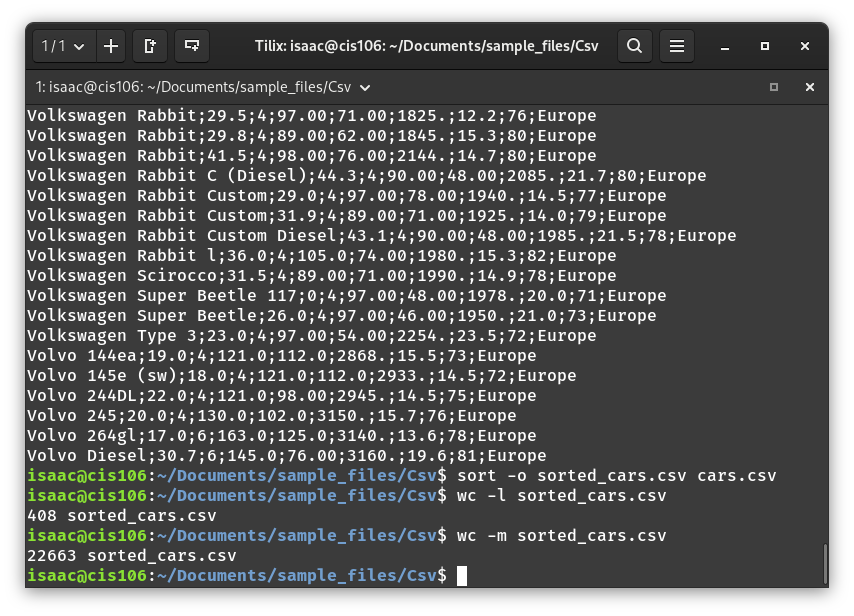 1 / 1
Tilix: isaac@cis106: ~/Documents/sample_files/Csv
1: isaac@cis106: ~/Documents/sample_files/Csv
Volkswagen Rabbit;29.5;4;97.00;71.00;1825.;12.2;76;Europe
Volkswagen Rabbit;29.8;4;89.00;62.00;1845.;15.3;80;Europe
Volkswagen Rabbit;41.5;4;98.00;76.00;2144.;14.7;80;Europe
Volkswagen Rabbit C (Diesel);44.3;4;90.00;48.00;2085.;21.7;80;Europe
Volkswagen Rabbit Custom;29.0;4;97.00;78.00;1940.;14.5;77;Europe
Volkswagen Rabbit Custom;31.9;4;89.00;71.00;1925.;14.0;79;Europe
Volkswagen Rabbit Custom Diesel;43.1;4;90.00;48.00;1985.;21.5;78;Europe
Volkswagen Rabbit l;36.0;4;105.0;74.00;1980.;15.3;82;Europe
Volkswagen Scirocco;31.5;4;89.00;71.00;1990.;14.9;78;Europe
Volkswagen Super Beetle 117;0;4;97.00;48.00;1978.;20.0;71;Europe
Volkswagen Super Beetle;26.0;4;97.00;46.00;1950.;21.0;73;Europe
Volkswagen Type 3;23.0;4;97.00;54.00;2254.;23.5;72;Europe
Volvo 144ea;19.0;4;121.0;112.0;2868.;15.5;73;Europe
Volvo 145e (sw);18.0;4;121.0;112.0;2933.;14.5;72;Europe
Volvo 244DL;22.0;4;121.0;98.00;2945.;14.5;75;Europe
Volvo 245;20.0;4;130.0;102.0;3150.;15.7;76;Europe
Volvo 264gl;17.0;6;163.0;125.0;3140.;13.6;78;Europe
Volvo Diesel;30.7;6;145.0;76.00;3160.;19.6;81;Europe
isaac@cis106:~/Documents/sample_files/Csv$ sort -o sorted_cars.csv cars.csv
isaac@cis106:~/Documents/sample_files/Csv$ wc -l sorted_cars.csv
408 sorted_cars.csv
isaac@cis106:~/Documents/sample_files/Csv$ wc -m sorted_cars.csv
22663 sorted_cars.csv
isaac@cis106:~/Documents/sample_files/Csv$